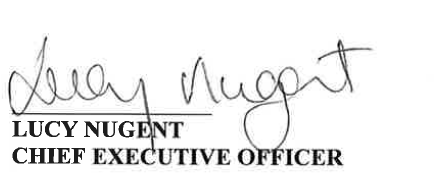 Lucy Nugent
LUCY NUGENT
CHIEF EXECUTIVE OFFICER